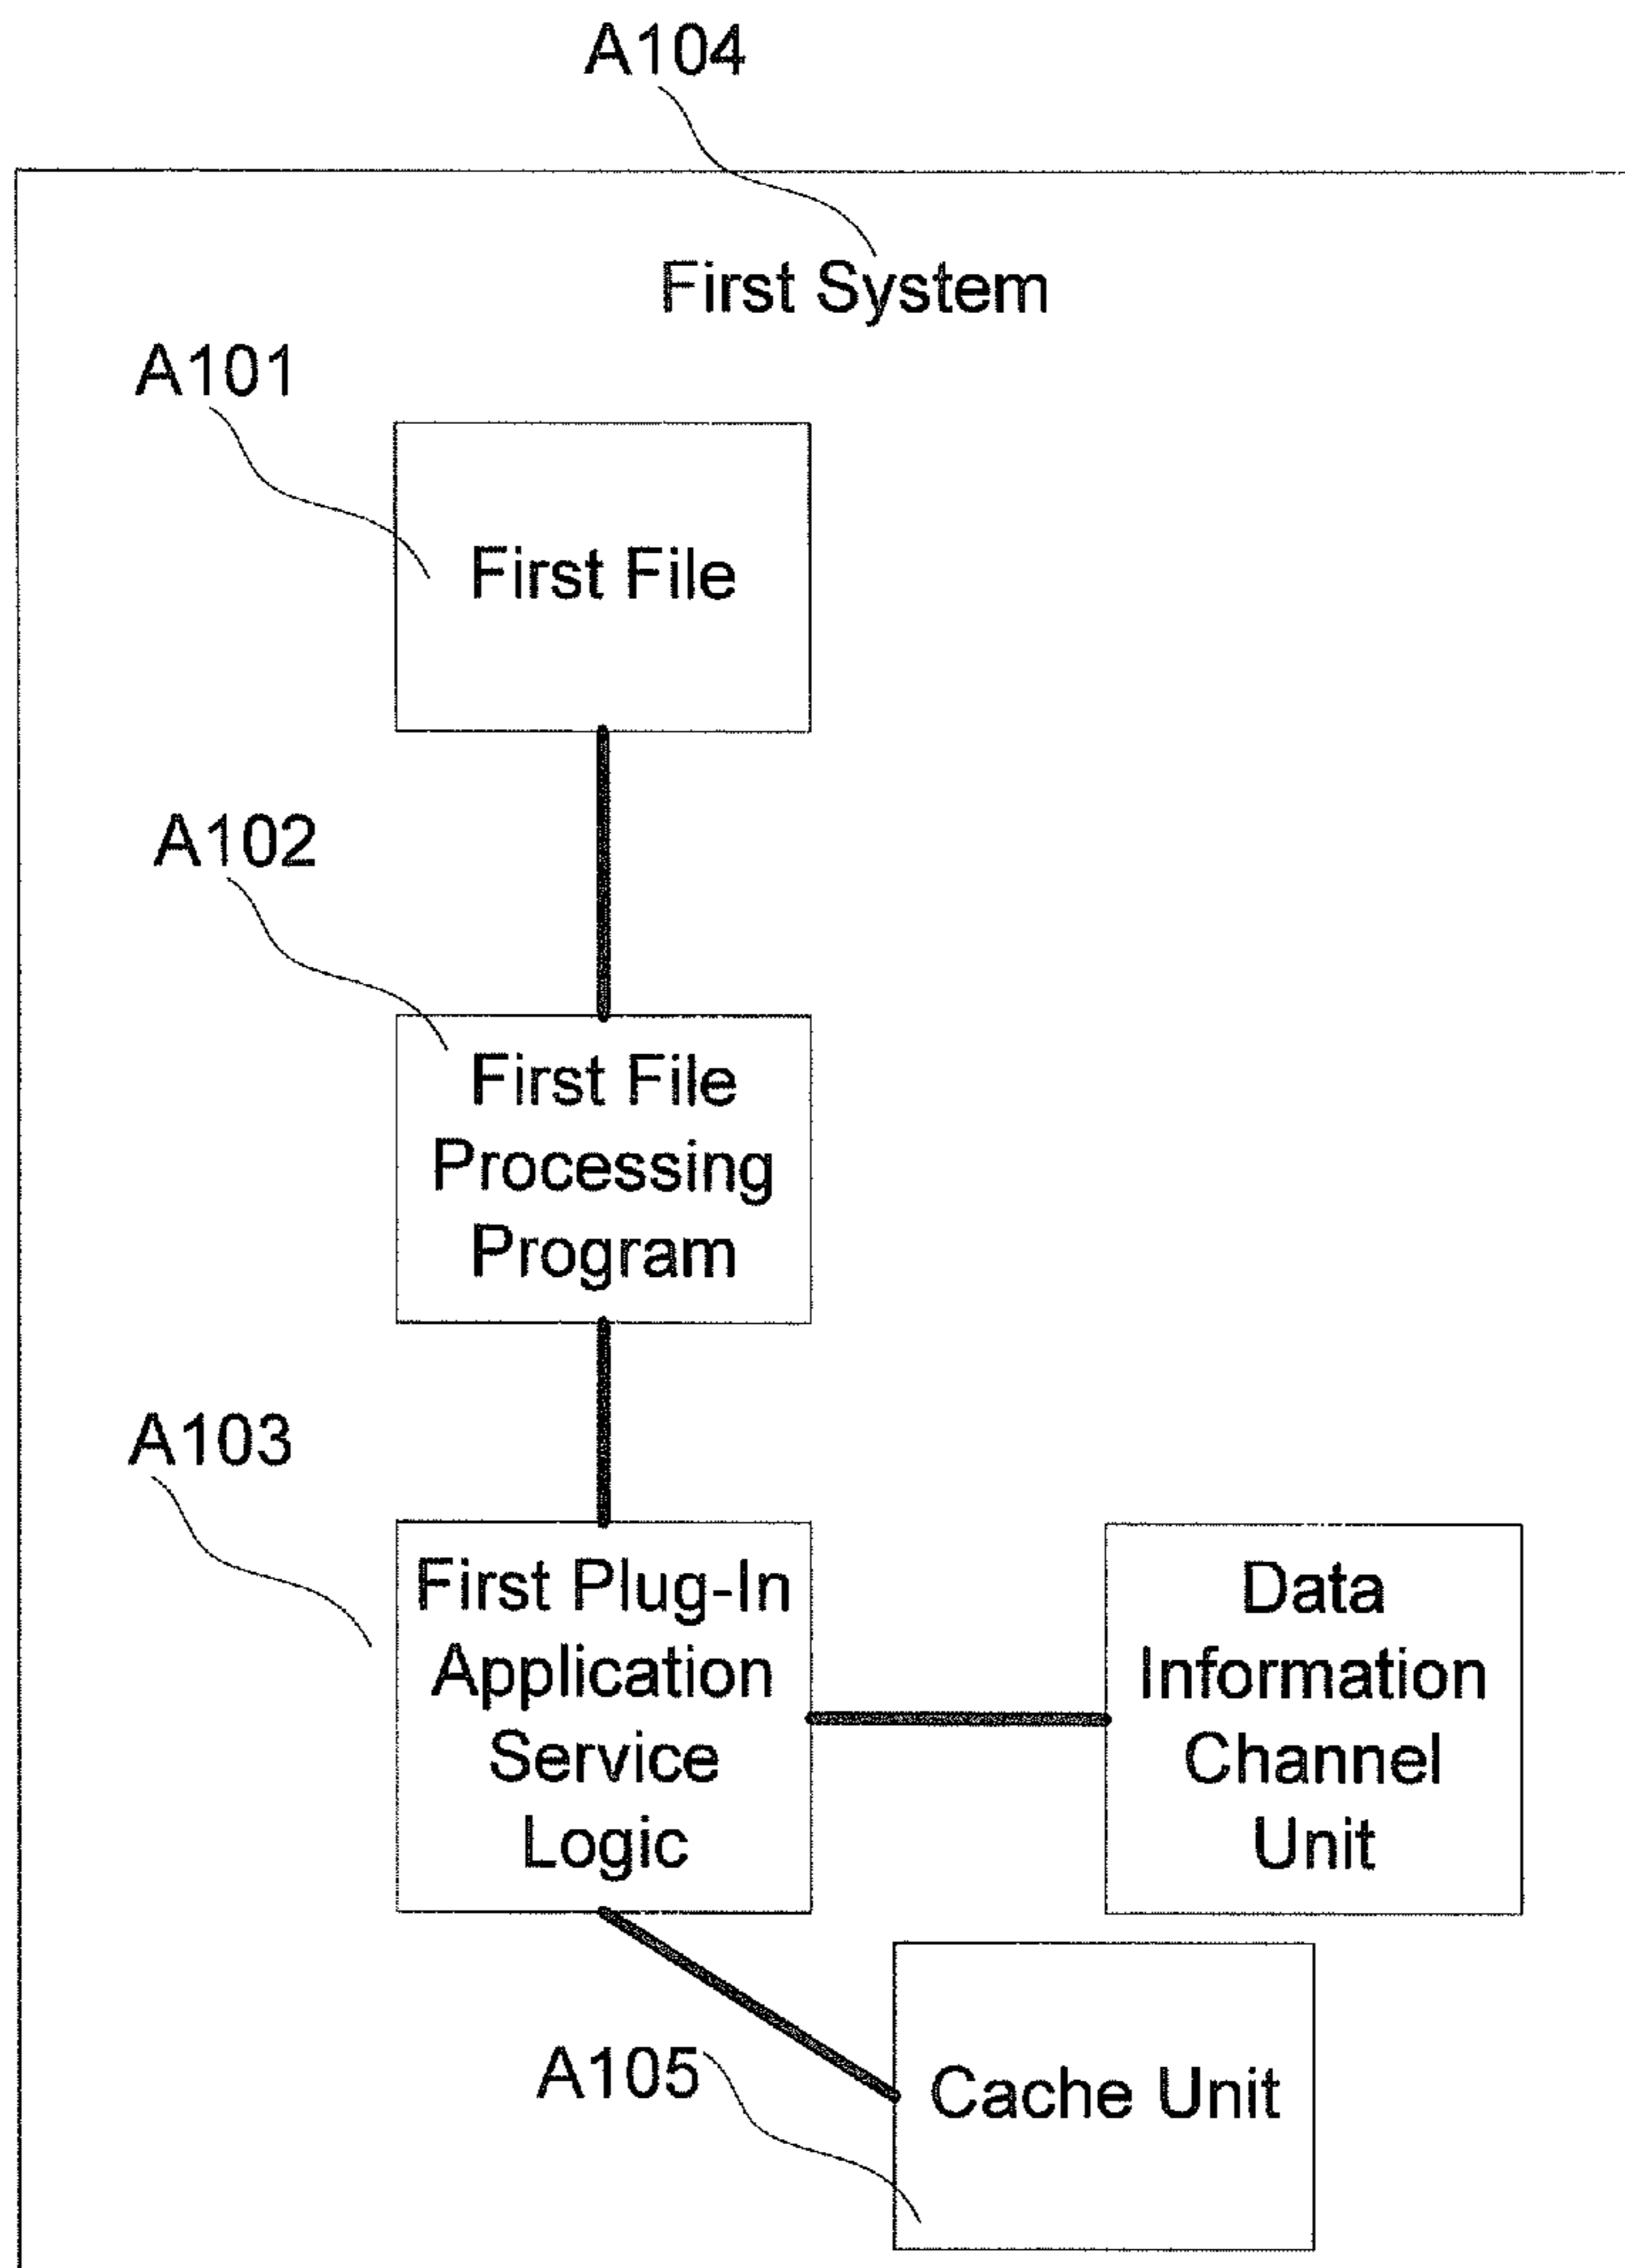 A104
First System
A101
First File
A102
First File
Processing
Program
A103
First Plug-In
Application
Service
Logic
Data
Information
Channel
Unit
A105
Cache Unit